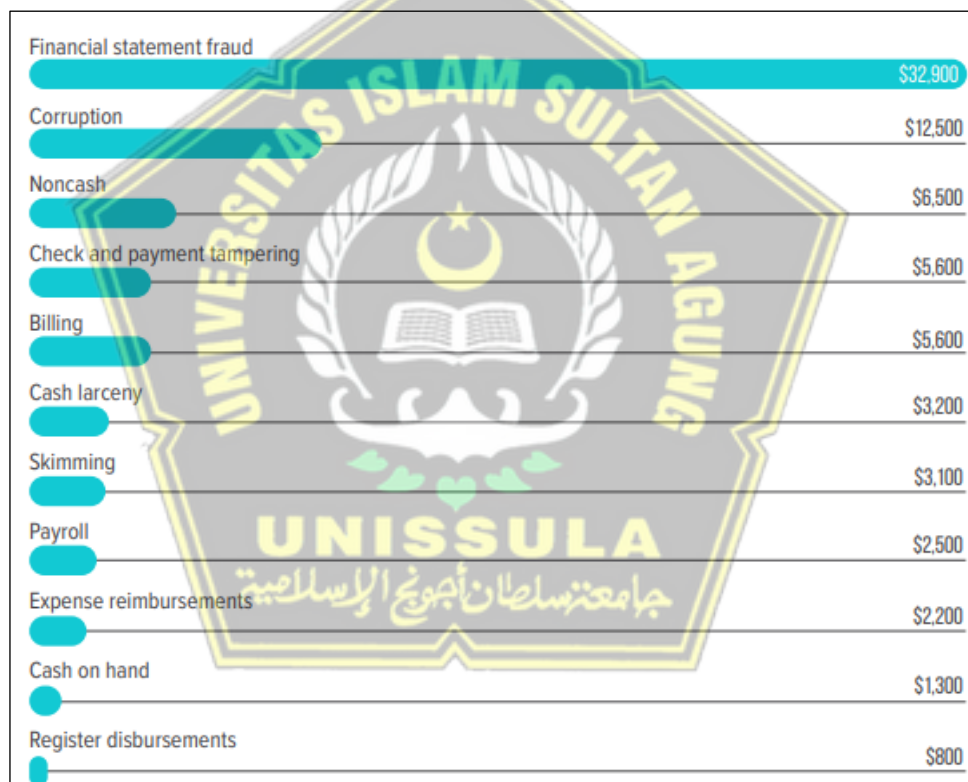 Financial statement fraud
$32,900
Corruption
$12,500
Noncash
$6,500
Check and payment tampering
$5,600
Billing
$5,600
Cash larceny
$3,200
Skimming
$3,100
Payroll
$2,500
Expense reimbursements
$2,200
Cash on hand
$1,300
Register disbursements
$800
UNIVERSITAS ISLAM SULTAN AGUNG
UNISSULA
جامعة سلطان أجونج الإسلامية